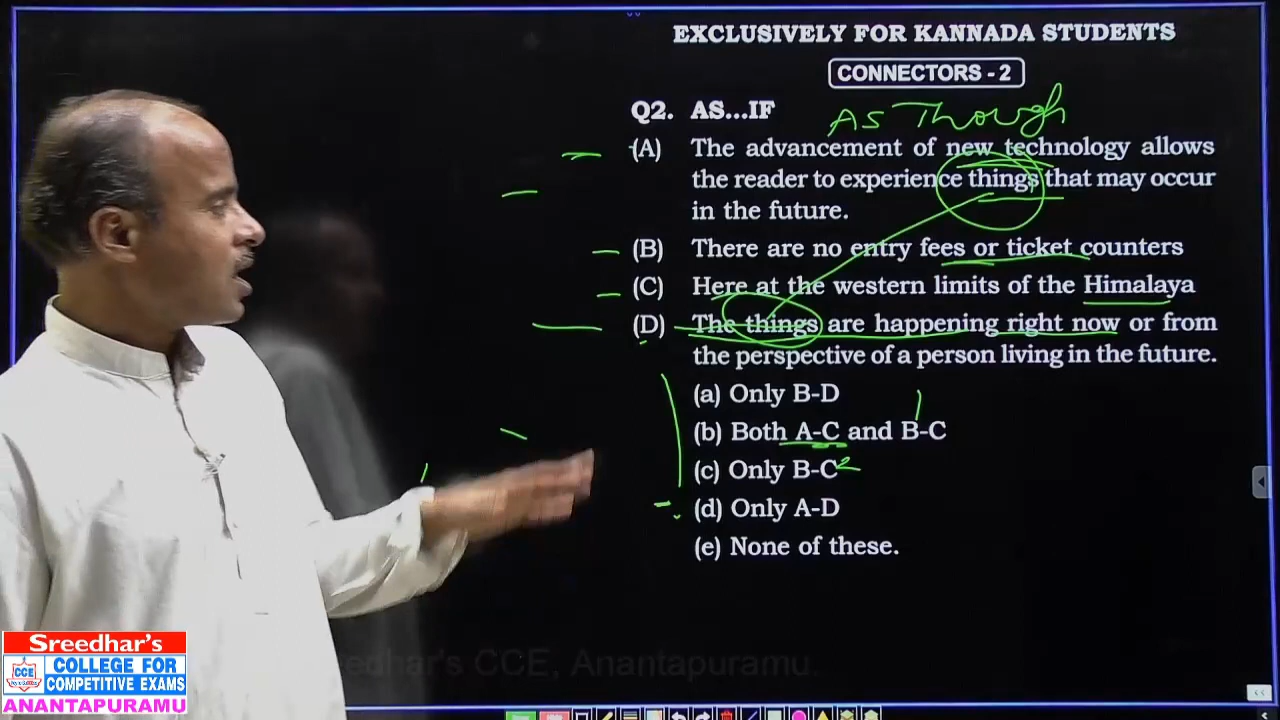 EXCLUSIVELY FOR KANNADA STUDENTS
CONNECTORS - 2
Q2. AS...IF
As Though
(A) The advancement of new technology allows
the reader to experience things that may occur
in the future.
(B) There are no entry fees or ticket counters
(C) Here at the western limits of the Himalaya
(D) The things are happening right now or from
the perspective of a person living in the future.
(a) Only B-D
(b) Both A-C and B-C
(c) Only B-C 2
(d) Only A-D
(e) None of these.
Sreedhar's
CCE
COLLEGE FOR
COMPETITIVE EXAMS
ANANTAPURAMU
Sreedhar's CCE, Anantapuramu.